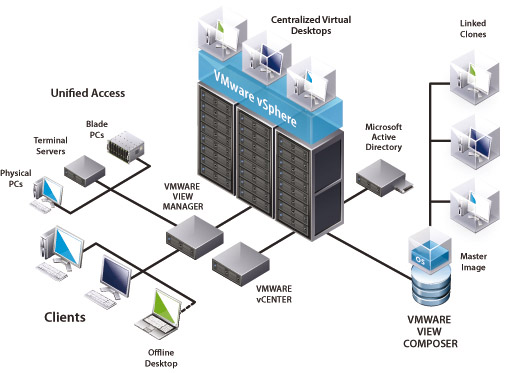 Centralized Virtual
Desktops
Linked
Clones
VMware vSphere
Unified Access
Blade
PCs
Terminal
Servers
Physical
PCs
Microsoft
Active
Directory
VMWARE
VIEW
MANAGER
VMWARE
vCENTER
OS
Master
Image
Clients
Offline
Desktop
VMWARE
VIEW
COMPOSER